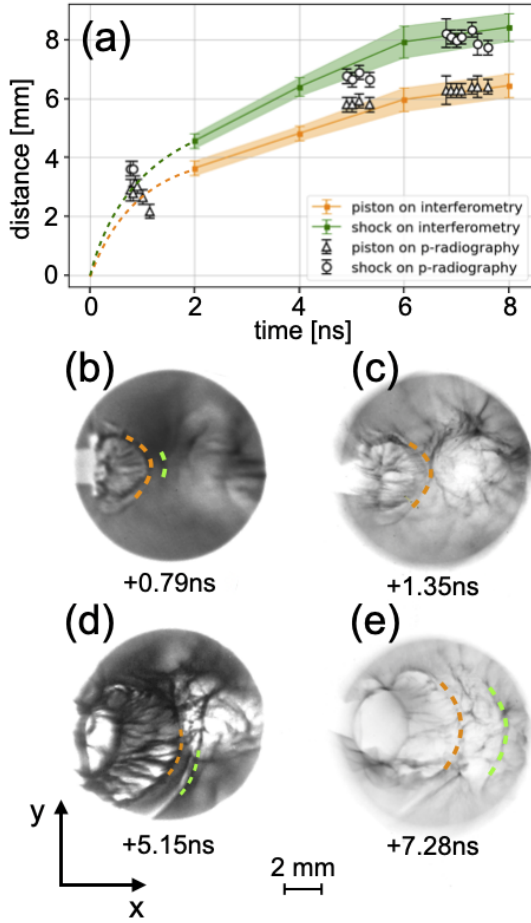 (a)
distance [mm]
8
6
4
2
0
piston on interferometry
shock on interferometry
piston on p-radiography
shock on p-radiography
0 2 4 6 8
time [ns]
(b) (c)
+0.79ns +1.35ns
(d) (e)
+5.15ns +7.28ns
y
x
2 mm